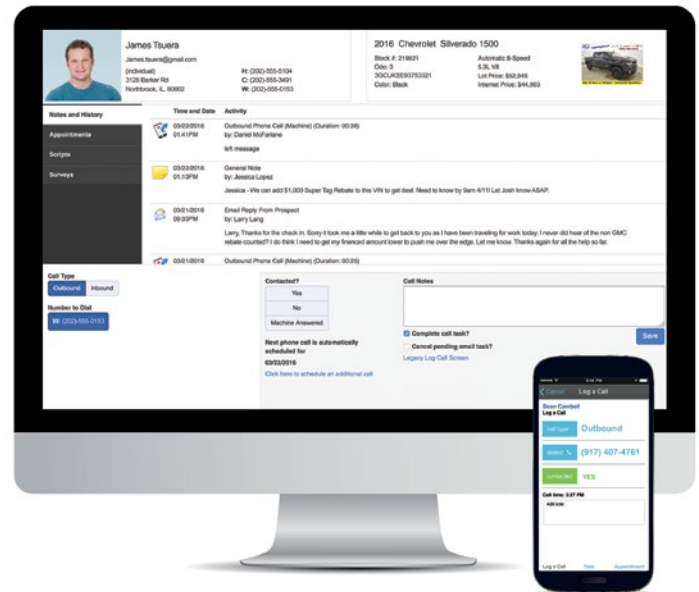 James Tsuera
James.tsuera@gmail.com
(individual)
3128 Barker Rd
Northbrook, IL, 60902
H: (202)-555-5104
C: (202)-555-3491
W: (202)-555-0153
2016 Chevrolet Silverado 1500
Stock #: 219921
Odo: 5
3GCUKSE93753321
Color: Black
Automatic 8-Speed
5.3L V8
Lot Price: $52,945
Internet Price: $44,963
Notes and History
Appointments
Scripts
Surveys
Time and Date Activity
03/22/2016 Outbound Phone Call (Machine) (Duration: 00:38)
01:41PM by: Daniel McFarlane
left message
03/22/2016 General Note
01:13PM by: Jessica Lopez
Jessica - We can add $1,000 Super Tag Rebate to this VIN to get deal. Need to know by 9am 4/11! Let Josh know ASAP.
03/21/2016 Email Reply From Prospect
09:33PM by: Larry Lang
Larry, Thanks for the check in. Sorry it took me a little while to get back to you as I have been traveling for work today. I never did hear of the non GMC
rebate counted? I do think I need to get my financed amount lower to push me over the edge. Let me know. Thanks again for all the help so far.
03/21/2016 Outbound Phone Call (Machine) (Duration: 00:25)
Call Type
Outbound Inbound
Number to Dial
W: (202)-555-0153
Contacted?
Yes
No
Machine Answered
Next phone call is automatically
scheduled for
03/23/2016
Click here to schedule an additional call
Call Notes
Complete call task?
Cancel pending email task?
Legacy Log Call Screen
Save
Cancel Log a Call
Sean Cambell
Log a Call
call type Outbound
dialed (917) 407-4761
contacted YES
Call time: 3:27 PM
Add note
Log a Call Task Appointment